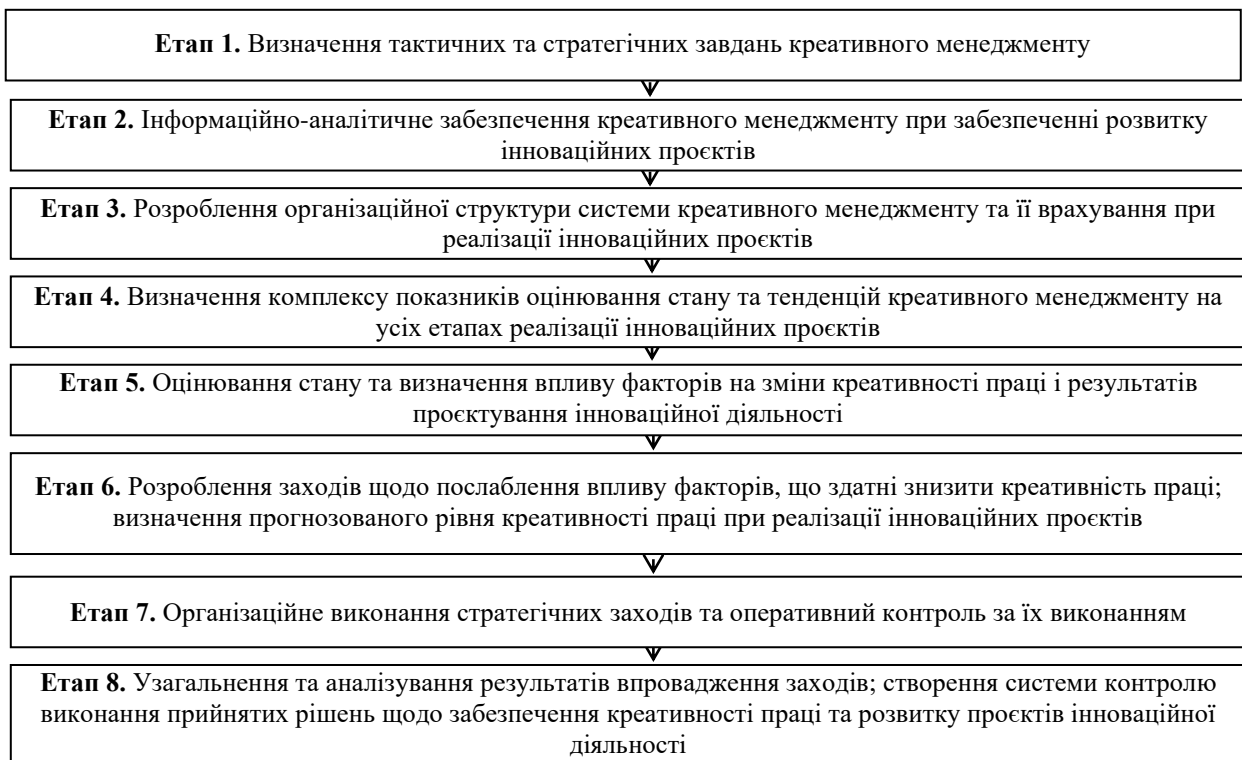 Етап 1. Визначення тактичних та стратегічних завдань креативного менеджменту
Етап 2. Інформаційно-аналітичне забезпечення креативного менеджменту при забезпеченні розвитку
інноваційних проєктів
Етап 3. Розроблення організаційної структури системи креативного менеджменту та її врахування при
реалізації інноваційних проєктів
Етап 4. Визначення комплексу показників оцінювання стану та тенденцій креативного менеджменту на
усіх етапах реалізації інноваційних проєктів
Етап 5. Оцінювання стану та визначення впливу факторів на зміни креативності праці і результатів
проєктування інноваційної діяльності
Етап 6. Розроблення заходів щодо послаблення впливу факторів, що здатні знизити креативність праці;
визначення прогнозованого рівня креативності праці при реалізації інноваційних проєктів
Етап 7. Організаційне виконання стратегічних заходів та оперативний контроль за їх виконанням
Етап 8. Узагальнення та аналізування результатів впровадження заходів; створення системи контролю
виконання прийнятих рішень щодо забезпечення креативності праці та розвитку проєктів інноваційної
діяльності